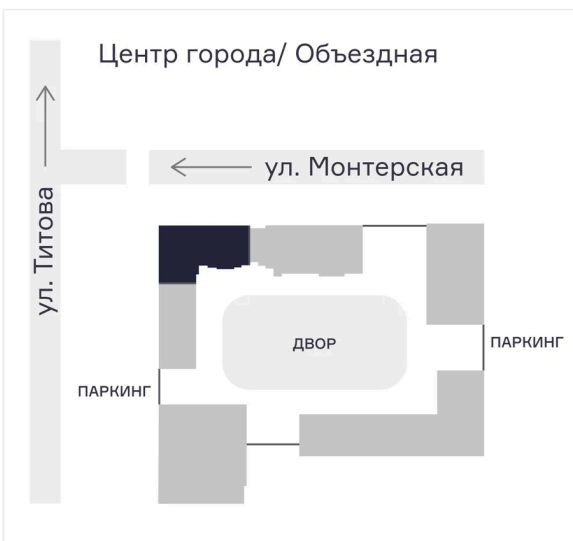 Центр города/ Объездная
ул. Монтерская
ул. Титова
ДВОР
ПАРКИНГ
ПАРКИНГ